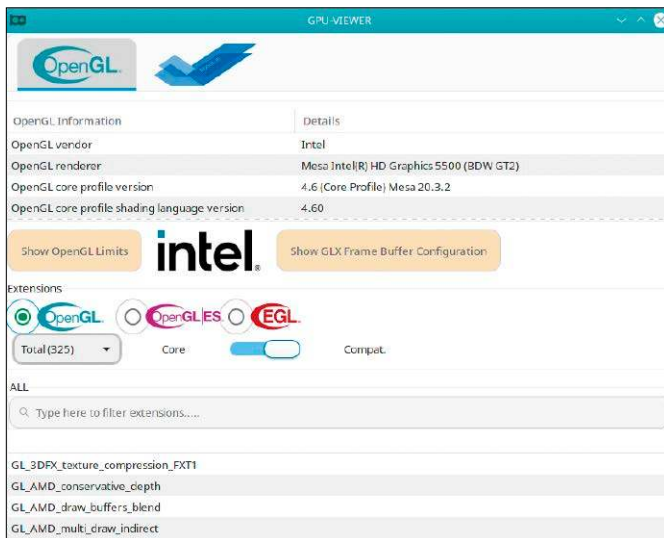 GPU-VIEWER
OpenGL.
OpenGL Information Details
OpenGL vendor Intel
OpenGL renderer Mesa Intel(R) HD Graphics 5500 (BDW GT2)
OpenGL core profile version 4.6 (Core Profile) Mesa 20.3.2
OpenGL core profile shading language version 4.60
Show OpenGL Limits intel. Show GLX Frame Buffer Configuration
Extensions
OpenGL. OpenGL|ES. EGL.
Total (325) Core Compat.
ALL
Type here to filter extensions.....
GL_3DFX_texture_compression_FXT1
GL_AMD_conservative_depth
GL_AMD_draw_buffers_blend
GL_AMD_multi_draw_indirect